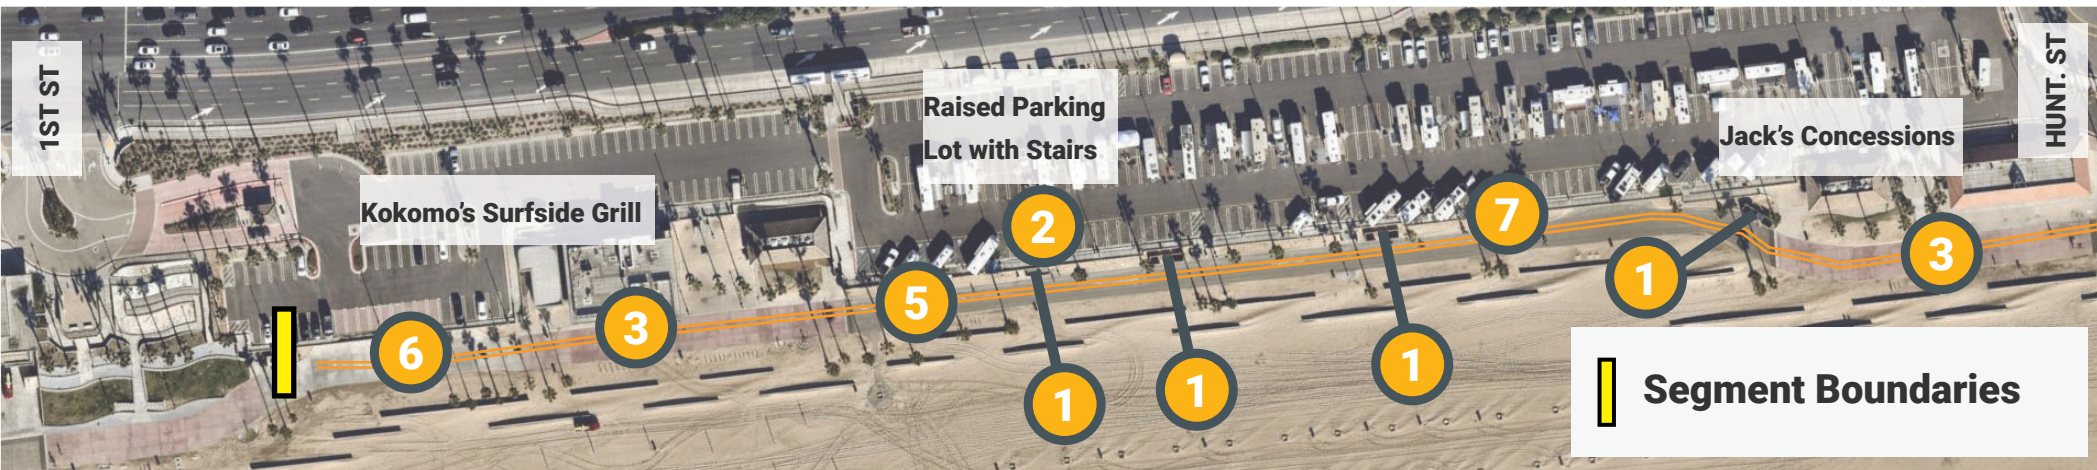 1ST ST
HUNT. ST
Raised Parking
Lot with Stairs
Jack's Concessions
Kokomo's Surfside Grill
2
7
1
3
5
3
6
1
1
1
Segment Boundaries